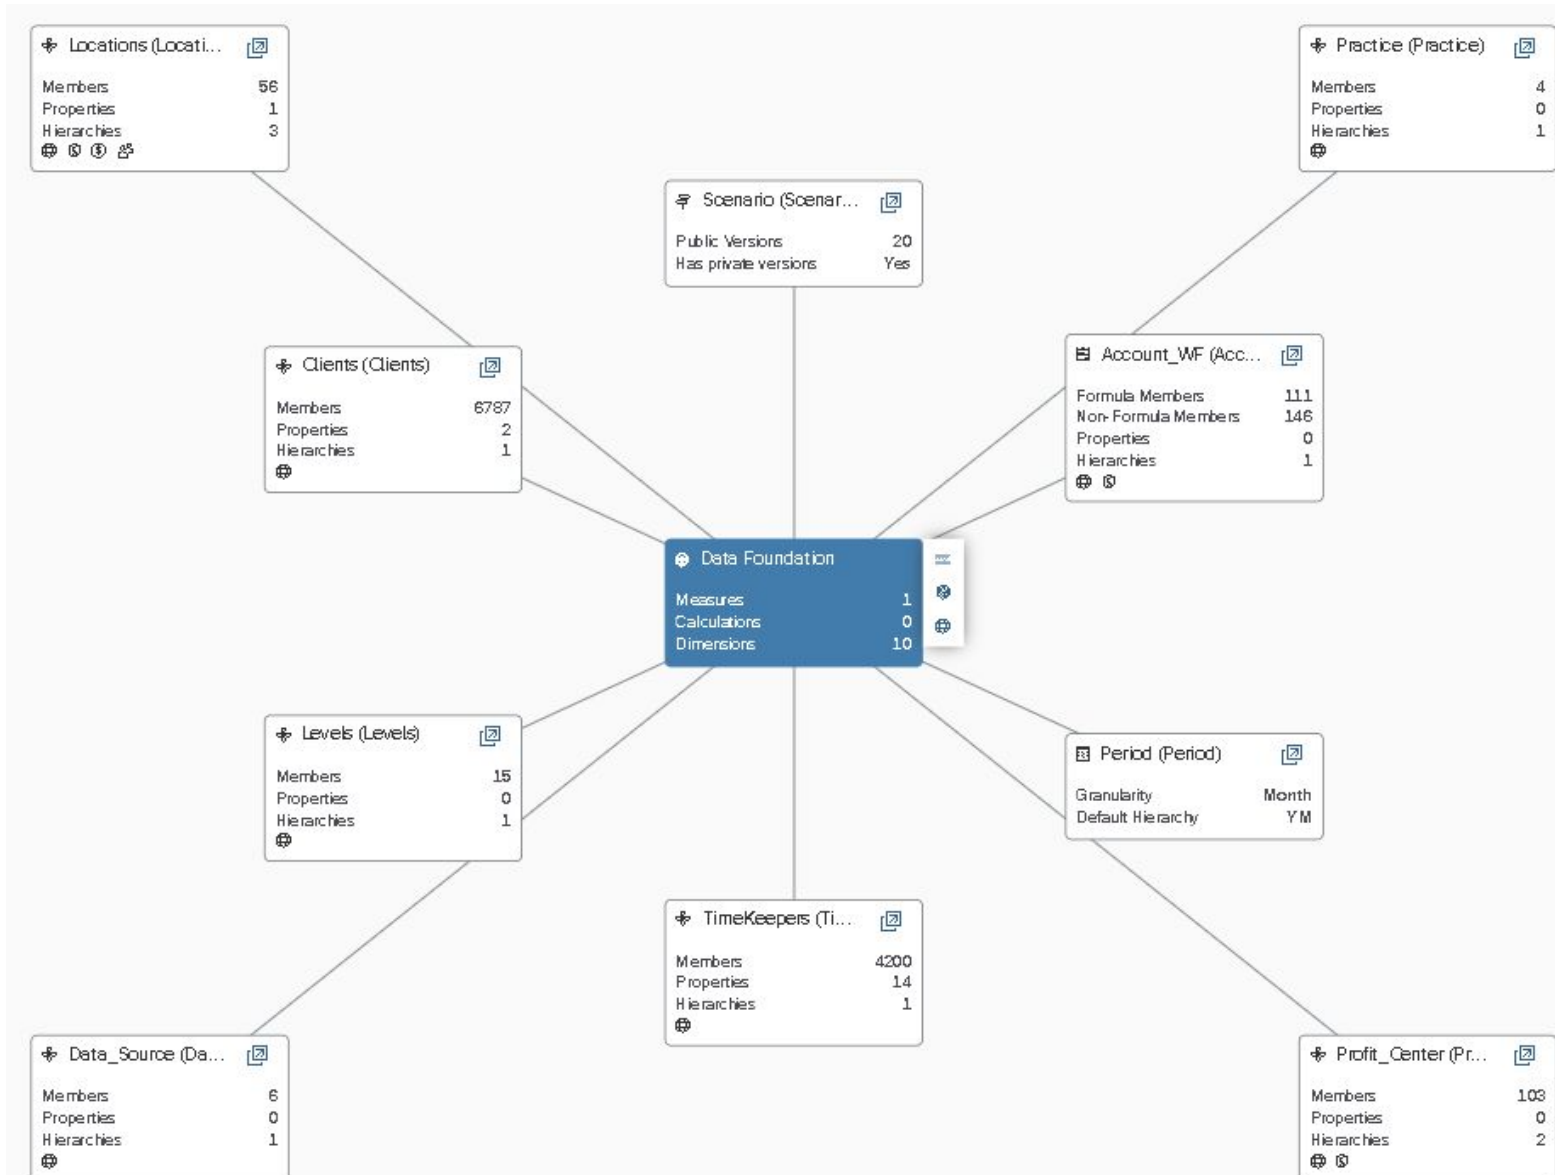 Locations (Locati...
Members 56
Properties 1
Hierarchies 3
Practice (Practice)
Members 4
Properties 0
Hierarchies 1
Scenario (Scenar...
Public Versions 20
Has private versions Yes
Clients (Clients)
Members 6787
Properties 2
Hierarchies 1
Account_WF (Acc...
Formula Members 111
Non-Formula Members 146
Properties 0
Hierarchies 1
Data Foundation
Measures 1
Calculations 0
Dimensions 10
Levels (Levels)
Members 15
Properties 0
Hierarchies 1
Period (Period)
Granularity Month
Default Hierarchy YM
TimeKeepers (Ti...
Members 4200
Properties 14
Hierarchies 1
Data_Source (Da...
Members 6
Properties 0
Hierarchies 1
Profit_Center (Pr...
Members 103
Properties 0
Hierarchies 2